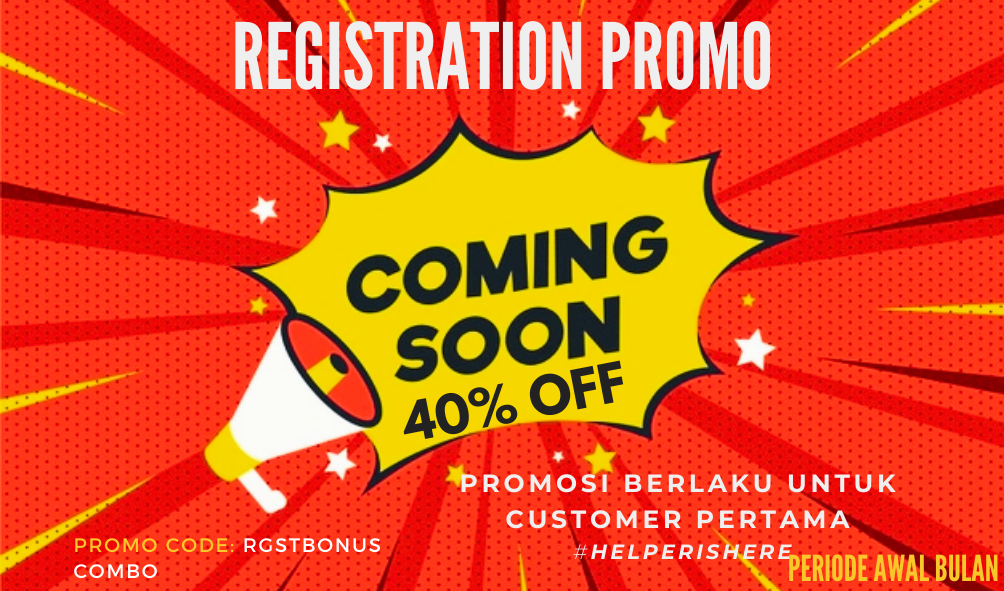 REGISTRATION PROMO
COMING
SOON
40% OFF
PROMOSI BERLAKU UNTUK
CUSTOMER PERTAMA
#HELPERISHERE
PROMO CODE: RGSTBONUS
COMBO
PERIODE AWAL BULAN